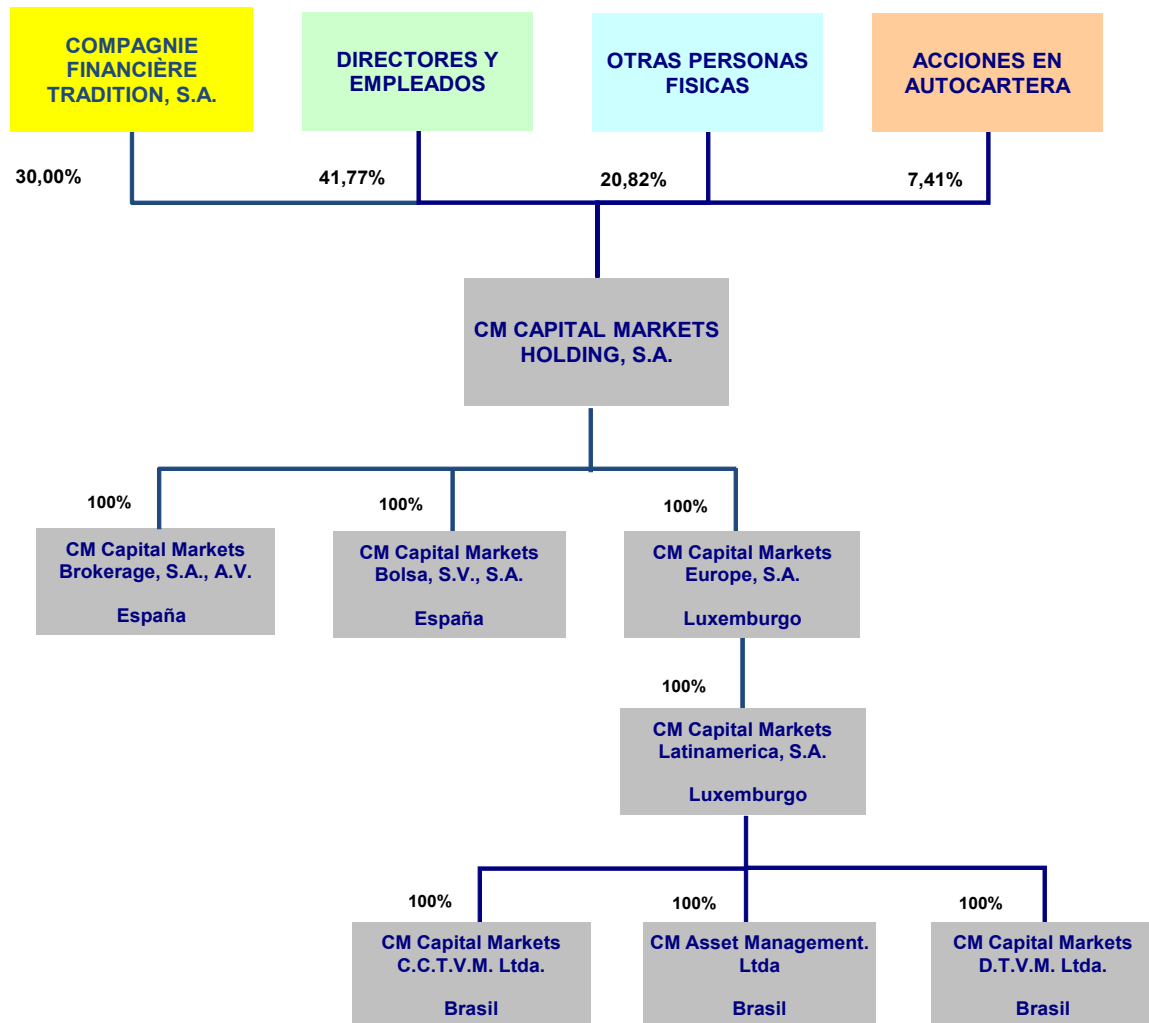 COMPAGNIE
FINANCIÈRE
TRADITION, S.A.
DIRECTORES Y
EMPLEADOS
OTRAS PERSONAS
FISICAS
ACCIONES EN
AUTOCARTERA
30,00%
41,77%
20,82%
7,41%
CM CAPITAL MARKETS
HOLDING, S.A.
100%
100%
100%
CM Capital Markets
Brokerage, S.A., A.V.
España
CM Capital Markets
Bolsa, S.V., S.A.
España
CM Capital Markets
Europe, S.A.
Luxemburgo
100%
CM Capital Markets
Latinamerica, S.A.
Luxemburgo
100%
100%
100%
CM Capital Markets
C.C.T.V.M. Ltda.
Brasil
CM Asset Management.
Ltda
Brasil
CM Capital Markets
D.T.V.M. Ltda.
Brasil